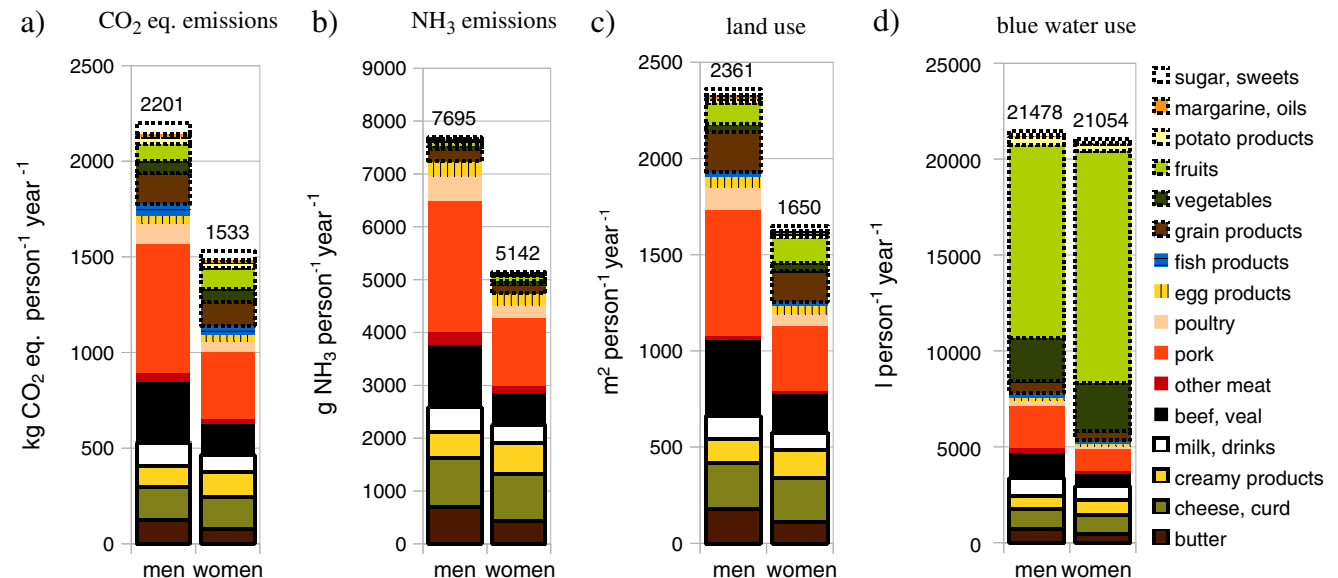 a)
CO2 eq. emissions
kg CO2 eq. person-1 year-1
2500
2000
1500
1000
500
0
2201
1533
men women
b)
NH3 emissions
g NH3 person-1 year-1
9000
8000
7000
6000
5000
4000
3000
2000
1000
0
7695
5142
men women
c)
land use
m2 person-1 year-1
2500
2000
1500
1000
500
0
2361
1650
men women
d)
blue water use
l person-1 year-1
25000
20000
15000
10000
5000
0
21478
21054
men women
sugar, sweets
margarine, oils
potato products
fruits
vegetables
grain products
fish products
egg products
poultry
pork
other meat
beef, veal
milk, drinks
creamy products
cheese, curd
butter